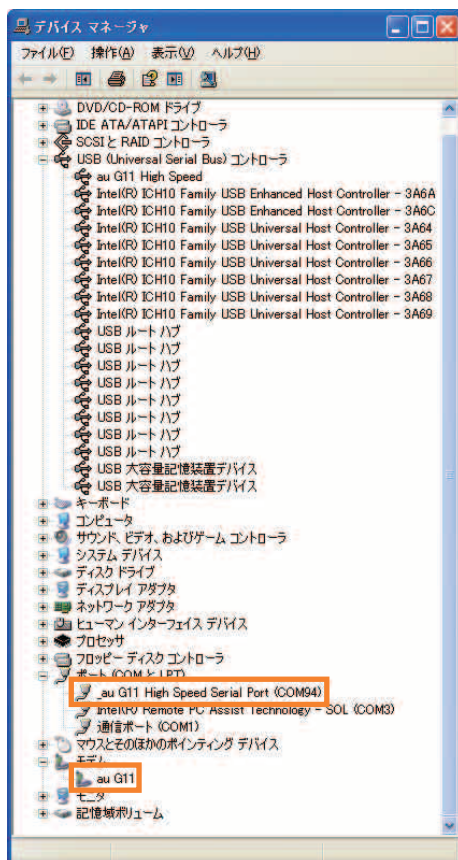 デバイス マネージャ
ファイル(F) 操作(A) 表示(V) ヘルプ(H)
DVD/CD-ROM ドライブ
IDE ATA/ATAPI コントローラ
SCSI と RAID コントローラ
USB (Universal Serial Bus) コントローラ
au G11 High Speed
Intel(R) ICH10 Family USB Enhanced Host Controller - 3A6A
Intel(R) ICH10 Family USB Enhanced Host Controller - 3A6C
Intel(R) ICH10 Family USB Universal Host Controller - 3A64
Intel(R) ICH10 Family USB Universal Host Controller - 3A65
Intel(R) ICH10 Family USB Universal Host Controller - 3A66
Intel(R) ICH10 Family USB Universal Host Controller - 3A67
Intel(R) ICH10 Family USB Universal Host Controller - 3A68
Intel(R) ICH10 Family USB Universal Host Controller - 3A69
USB ルート ハブ
USB ルート ハブ
USB ルート ハブ
USB ルート ハブ
USB ルート ハブ
USB ルート ハブ
USB ルート ハブ
USB ルート ハブ
USB 大容量記憶装置デバイス
USB 大容量記憶装置デバイス
キーボード
コンピュータ
サウンド、ビデオ、およびゲーム コントローラ
システム デバイス
ディスク ドライブ
ディスプレイ アダプタ
ネットワーク アダプタ
ヒューマン インターフェイス デバイス
プロセッサ
フロッピー ディスク コントローラ
ポート (COM と LPT)
_au G11 High Speed Serial Port (COM94)
Intel(R) Remote PC Assist Technology - SOL (COM3)
通信ポート (COM1)
マウスとそのほかのポインティング デバイス
モデム
au G11
モニタ
記憶域ボリューム